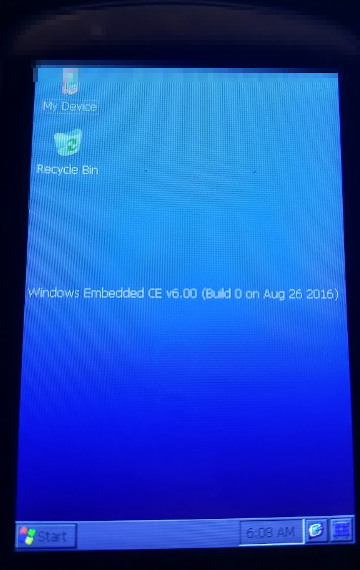 My Device
Recycle Bin
Windows Embedded CE v6.00 (Build 0 on Aug 26 2016)
Start
6:08 AM